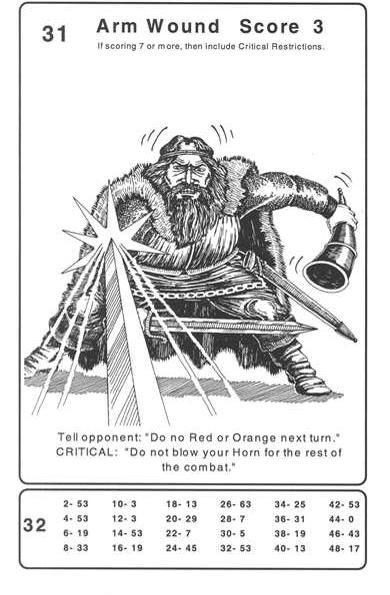 31
Arm Wound Score 3
If scoring 7 or more, then include Critical Restrictions.
Tell opponent: "Do no Red or Orange next turn."
CRITICAL: "Do not blow your Horn for the rest of
the combat."
32
2- 53 10- 3 18- 13 26- 63 34- 25 42- 53
4- 53 12- 3 20- 29 28- 7 36- 31 44- 0
6- 19 14- 53 22- 7 30- 5 38- 19 46- 43
8- 33 16- 19 24- 45 32- 53 40- 13 48- 17